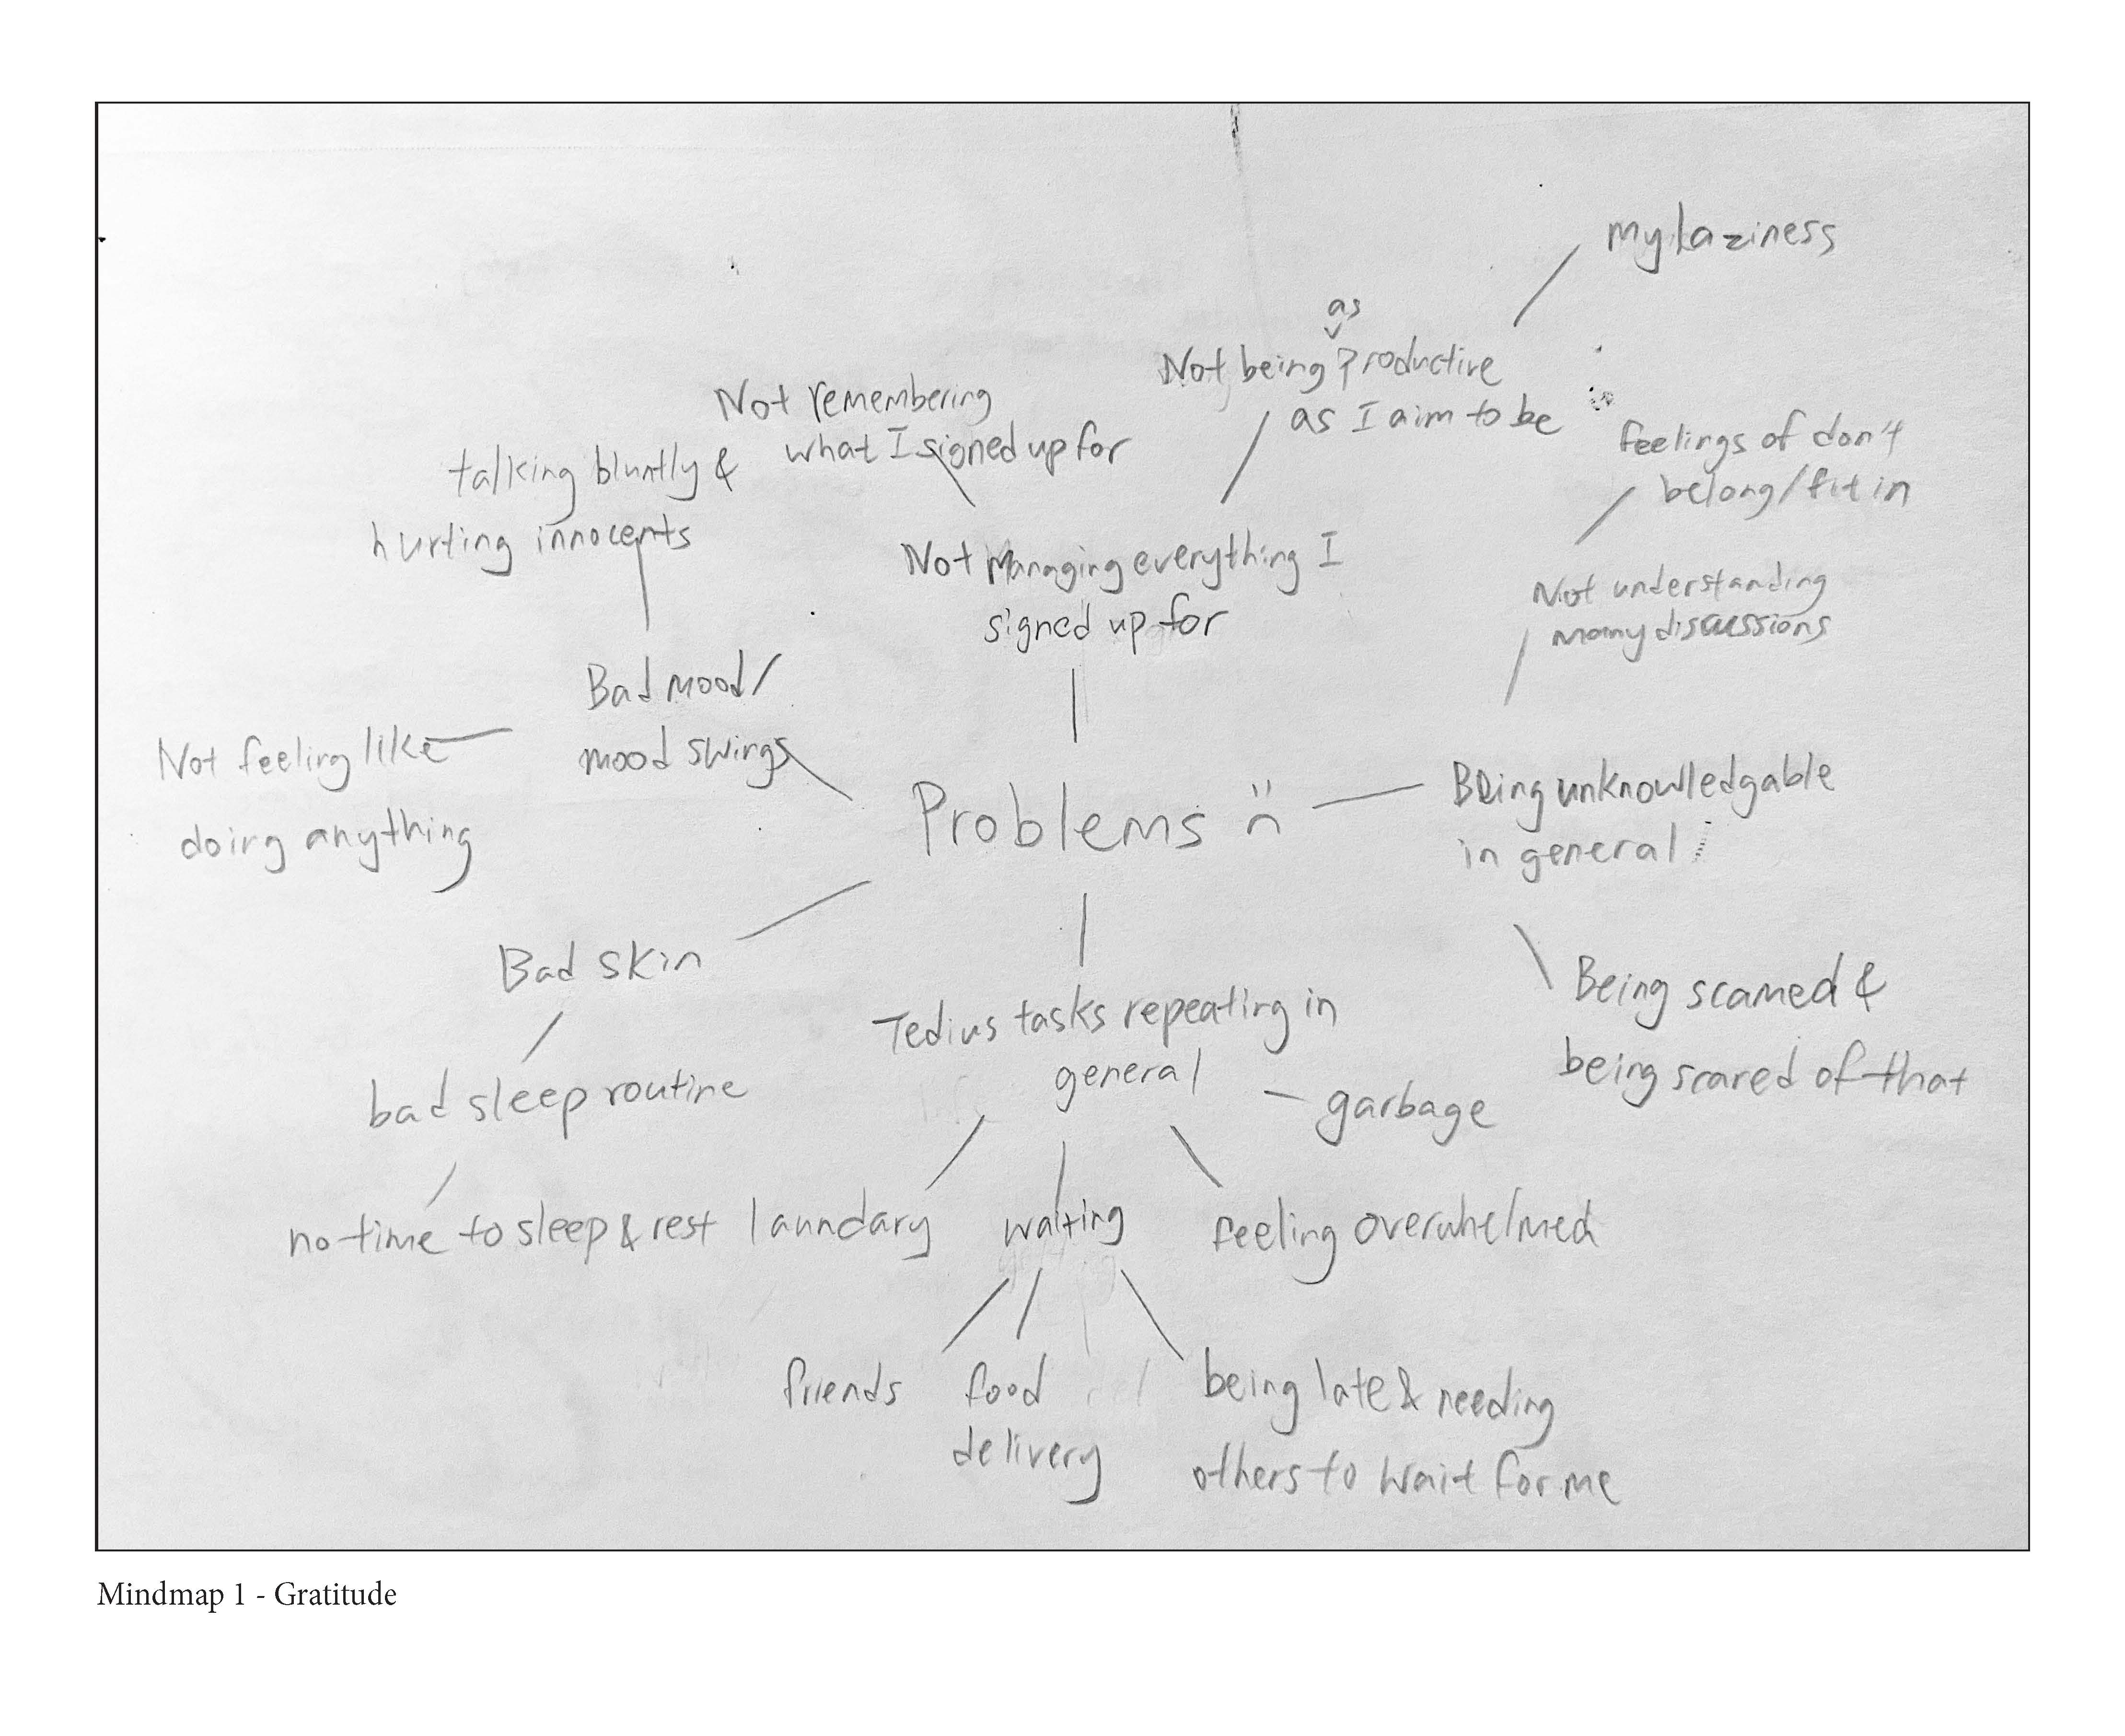 my laziness
as
Not being productive
as I aim to be
Not remembering
what I signed up for
feelings of don't
belong/fit in
talking bluntly &
hurting innocents
Not Managing everything I
signed up for
Not understanding
many discussions
Bad mood/
mood swings
Not feeling like
doing anything
Problems
Being unknowledgable
in general
Bad skin
Being scamed &
being scared of that
Tedius tasks repeating in
general
garbage
bad sleep routine
no time to sleep & rest
laundary
waiting
feeling overwhelmed
friends
food
delivery
being late & needing
others to wait for me
Mindmap 1 - Gratitude